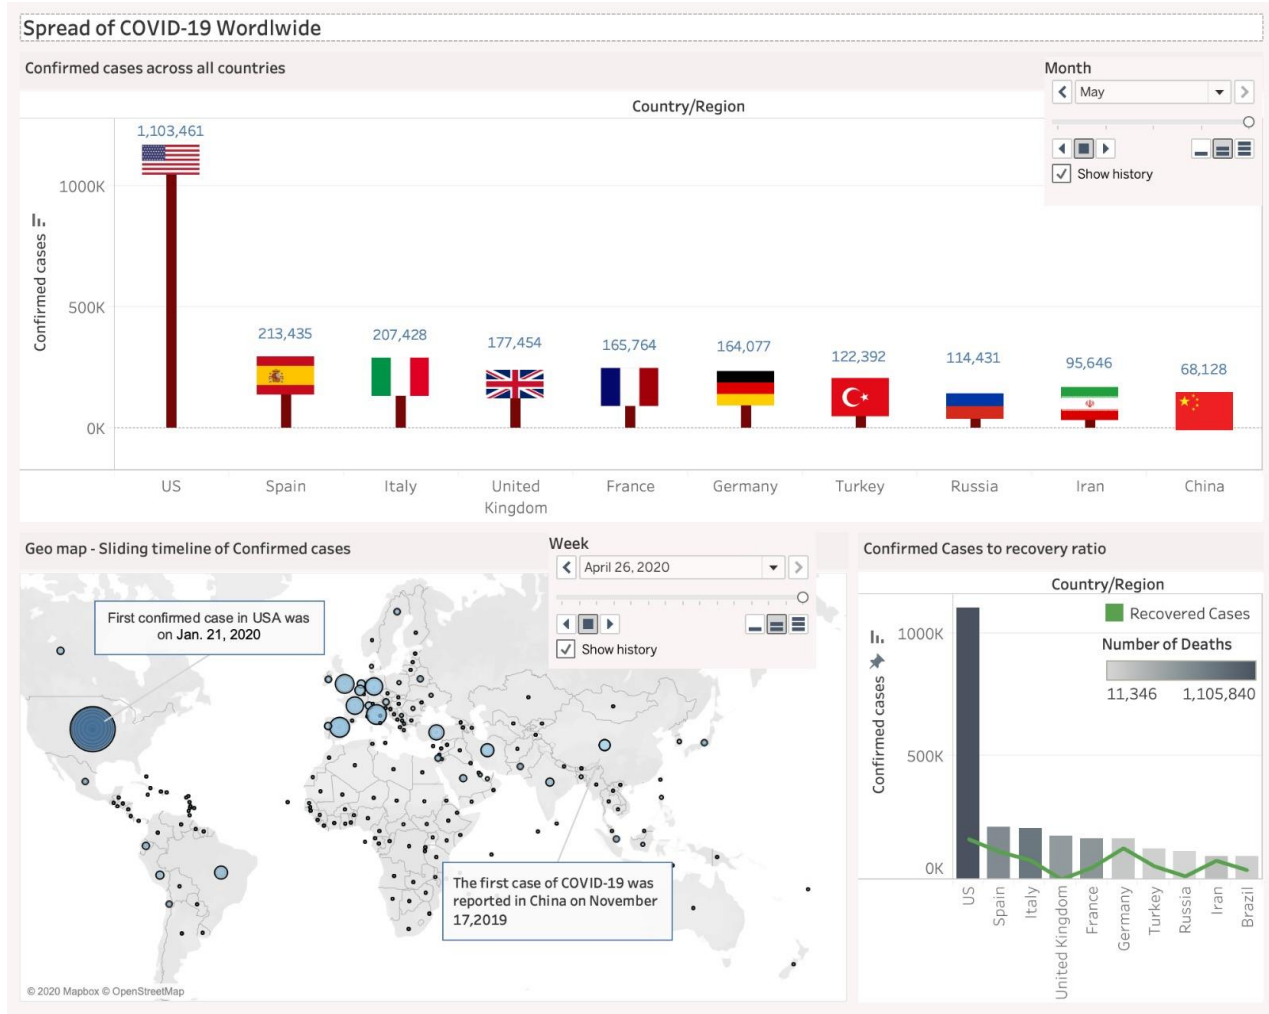 Spread of COVID-19 Wordlwide
Confirmed cases across all countries
Month
May
Show history
Country/Region
Confirmed cases
1000K
500K
0K
1,103,461
213,435
207,428
177,454
165,764
164,077
122,392
114,431
95,646
68,128
US
Spain
Italy
United
Kingdom
France
Germany
Turkey
Russia
Iran
China
Geo map - Sliding timeline of Confirmed cases
Week
April 26, 2020
Show history
First confirmed case in USA was
on Jan. 21, 2020
The first case of COVID-19 was
reported in China on November
17,2019
© 2020 Mapbox © OpenStreetMap
Confirmed Cases to recovery ratio
Country/Region
Recovered Cases
Number of Deaths
11,346 1,105,840
Confirmed cases
1000K
500K
0K
US
Spain
Italy
United Kingdom
France
Germany
Turkey
Russia
Iran
Brazil